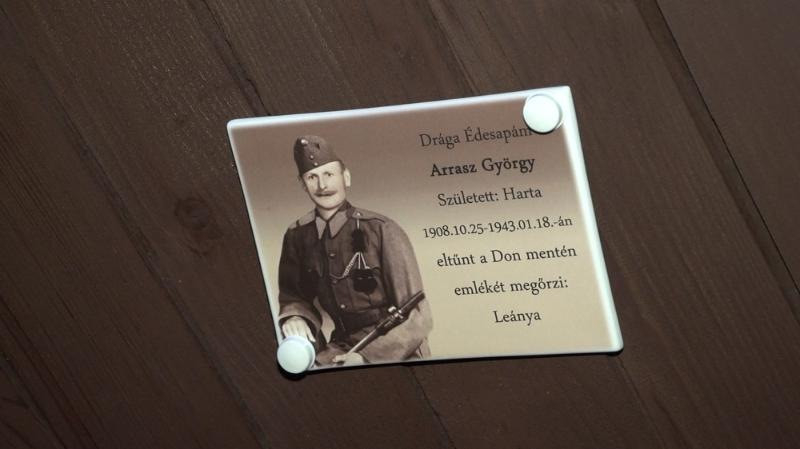 Drága Édesapám
Arrasz György
Született: Harta
1908.10.25-1943.01.18.-án
eltűnt a Don mentén
emlékét megőrzi:
Leánya